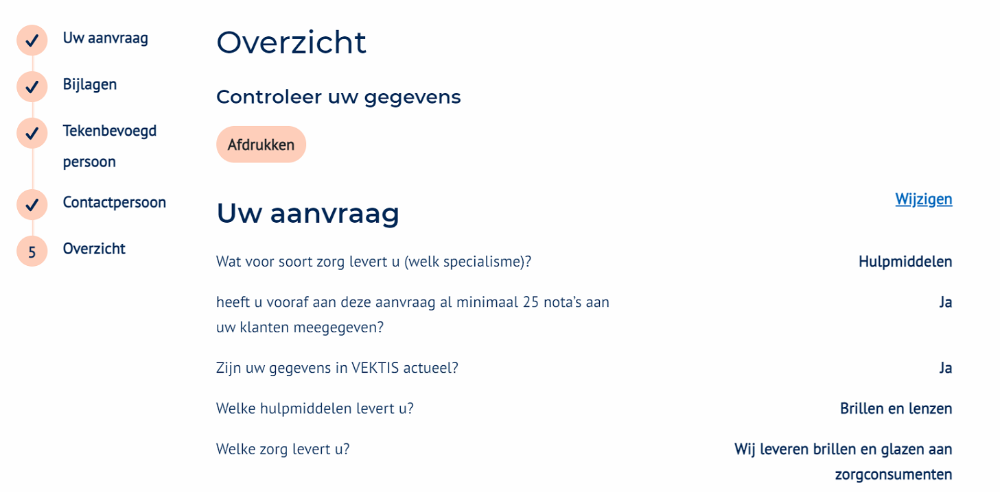 Uw aanvraag
Bijlagen
Tekenbevoegd
persoon
Contactpersoon
5 Overzicht
Overzicht
Controleer uw gegevens
Afdrukken
Uw aanvraag
Wijzigen
Wat voor soort zorg levert u (welk specialisme)?
Hulpmiddelen
heeft u vooraf aan deze aanvraag al minimaal 25 nota’s aan
uw klanten meegegeven?
Ja
Zijn uw gegevens in VEKTIS actueel?
Ja
Welke hulpmiddelen levert u?
Brillen en lenzen
Welke zorg levert u?
Wij leveren brillen en glazen aan
zorgconsumenten